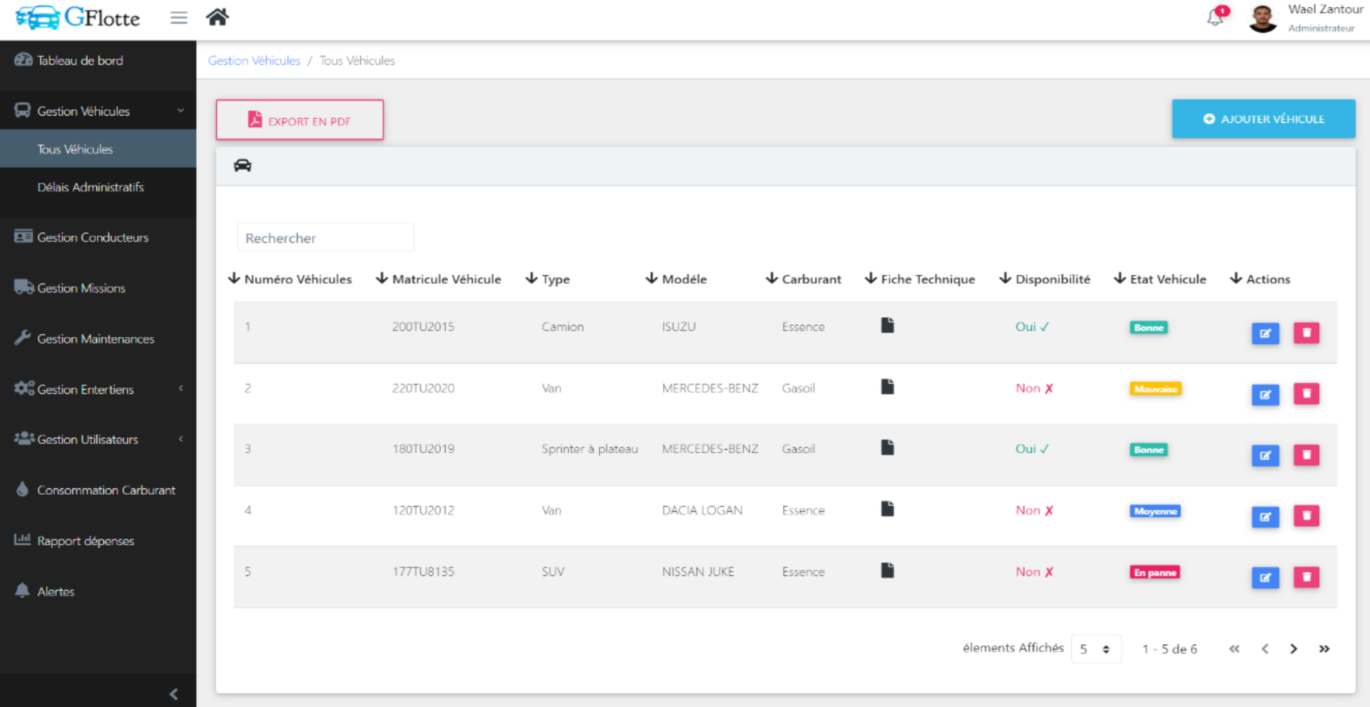 GFlotte
1
Wael Zantour
Administrateur
Tableau de bord
Gestion Véhicules
Tous Véhicules
Délais Administratifs
Gestion Conducteurs
Gestion Missions
Gestion Maintenances
Gestion Entertiens
Gestion Utilisateurs
Consommation Carburant
Rapport dépenses
Alertes
Gestion Véhicules / Tous Véhicules
EXPORT EN PDF
AJOUTER VÉHICULE
Rechercher
Numéro Véhicules Matricule Véhicule Type Modéle Carburant Fiche Technique Disponibilité Etat Vehicule Actions
1 200TU2015 Camion ISUZU Essence Oui ✓ Bonne
2 220TU2020 Van MERCEDES-BENZ Gasoil Non ✗ Mauvaise
3 180TU2019 Sprinter à plateau MERCEDES-BENZ Gasoil Oui ✓ Bonne
4 120TU2012 Van DACIA LOGAN Essence Non ✗ Moyenne
5 177TU8135 SUV NISSAN JUKE Essence Non ✗ En panne
élements Affichés 5 1 - 5 de 6 « < > »